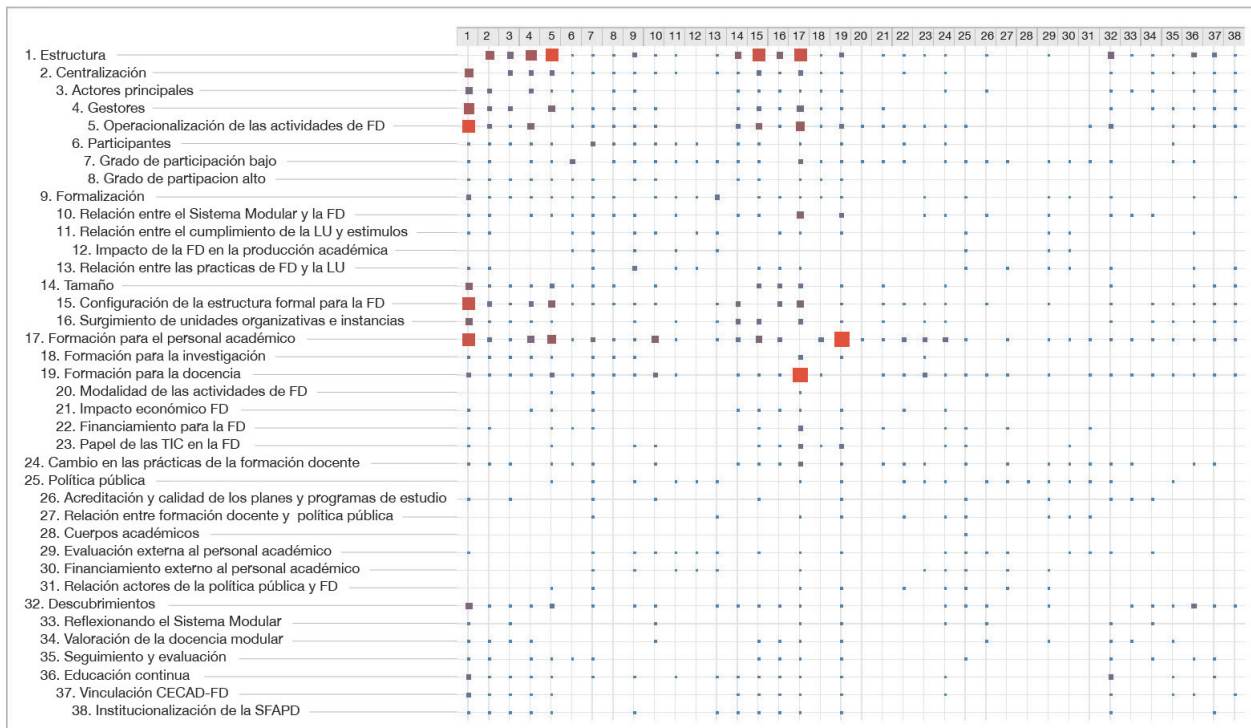 1 2 3 4 5 6 7 8 9 10 11 12 13 14 15 16 17 18 19 20 21 22 23 24 25 26 27 28 29 30 31 32 33 34 35 36 37 38
1. Estructura
2. Centralización
3. Actores principales
4. Gestores
5. Operacionalización de las actividades de FD
6. Participantes
7. Grado de participación bajo
8. Grado de partipacion alto
9. Formalización
10. Relación entre el Sistema Modular y la FD
11. Relación entre el cumplimiento de la LU y estimulos
12. Impacto de la FD en la producción académica
13. Relación entre las practicas de FD y la LU
14. Tamaño
15. Configuración de la estructura formal para la FD
16. Surgimiento de unidades organizativas e instancias
17. Formación para el personal académico
18. Formación para la investigación
19. Formación para la docencia
20. Modalidad de las actividades de FD
21. Impacto económico FD
22. Financiamiento para la FD
23. Papel de las TIC en la FD
24. Cambio en las prácticas de la formación docente
25. Política pública
26. Acreditación y calidad de los planes y programas de estudio
27. Relación entre formación docente y política pública
28. Cuerpos académicos
29. Evaluación externa al personal académico
30. Financiamiento externo al personal académico
31. Relación actores de la política pública y FD
32. Descubrimientos
33. Reflexionando el Sistema Modular
34. Valoración de la docencia modular
35. Seguimiento y evaluación
36. Educación continua
37. Vinculación CECAD-FD
38. Institucionalización de la SFAPD